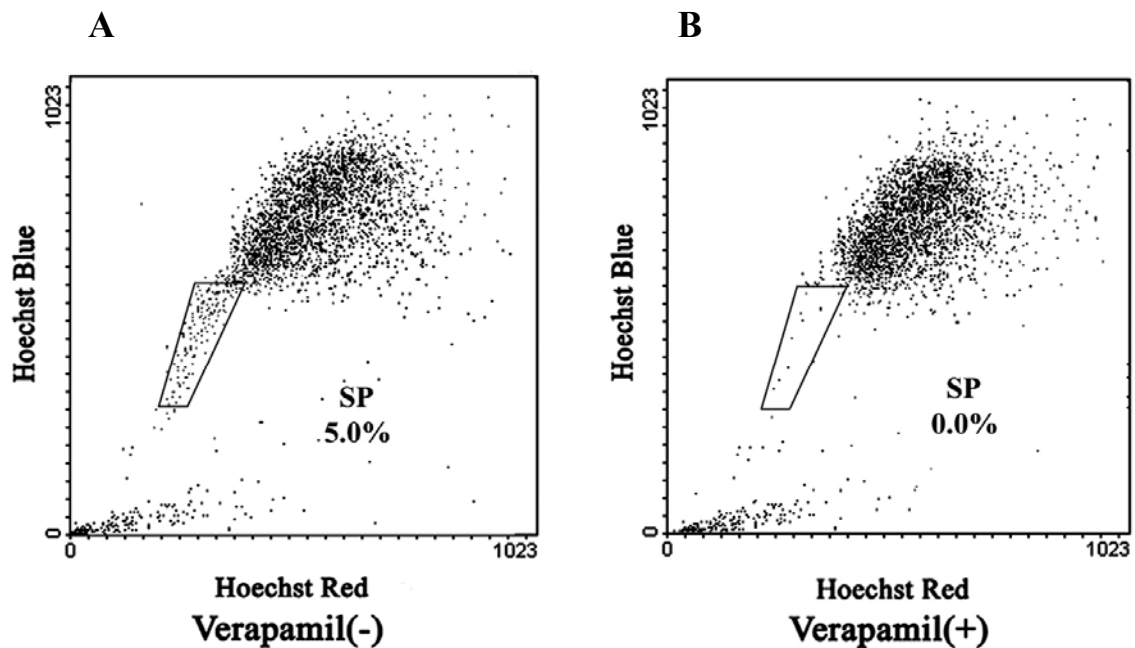 A
1023
Hoechst Blue
0
SP
5.0%
0
1023
Hoechst Red
Verapamil(-)
B
1023
Hoechst Blue
0
SP
0.0%
0
1023
Hoechst Red
Verapamil(+)